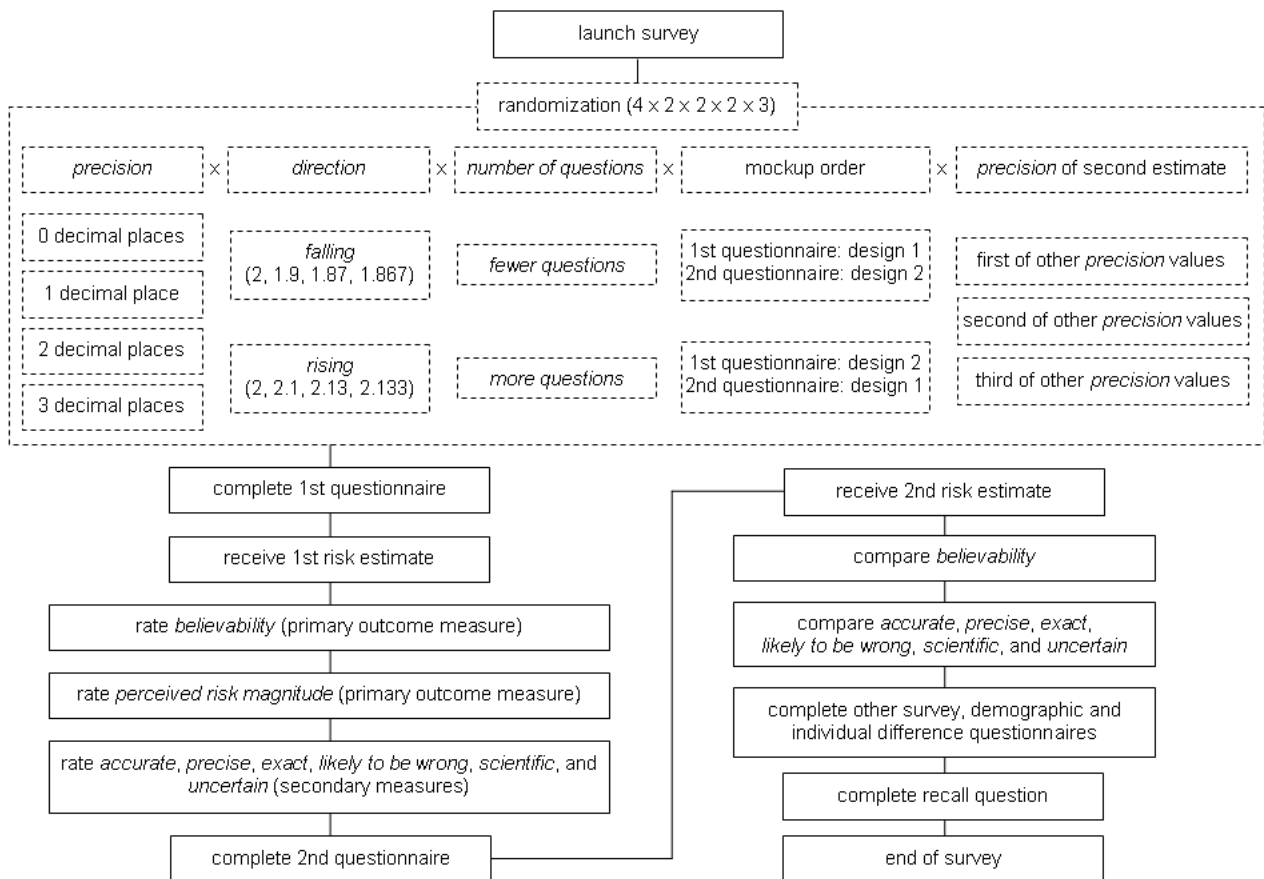 launch survey
randomization (4 x 2 x 2 x 2 x 3)
precision x direction x number of questions x mockup order x precision of second estimate
0 decimal places
1 decimal place
2 decimal places
3 decimal places
falling
(2, 1.9, 1.87, 1.867)
rising
(2, 2.1, 2.13, 2.133)
fewer questions
more questions
1st questionnaire: design 1
2nd questionnaire: design 2
1st questionnaire: design 2
2nd questionnaire: design 1
first of other precision values
second of other precision values
third of other precision values
complete 1st questionnaire
receive 1st risk estimate
rate believability (primary outcome measure)
rate perceived risk magnitude (primary outcome measure)
rate accurate, precise, exact, likely to be wrong, scientific, and
uncertain (secondary measures)
complete 2nd questionnaire
receive 2nd risk estimate
compare believability
compare accurate, precise, exact,
likely to be wrong, scientific, and uncertain
complete other survey, demographic and
individual difference questionnaires
complete recall question
end of survey